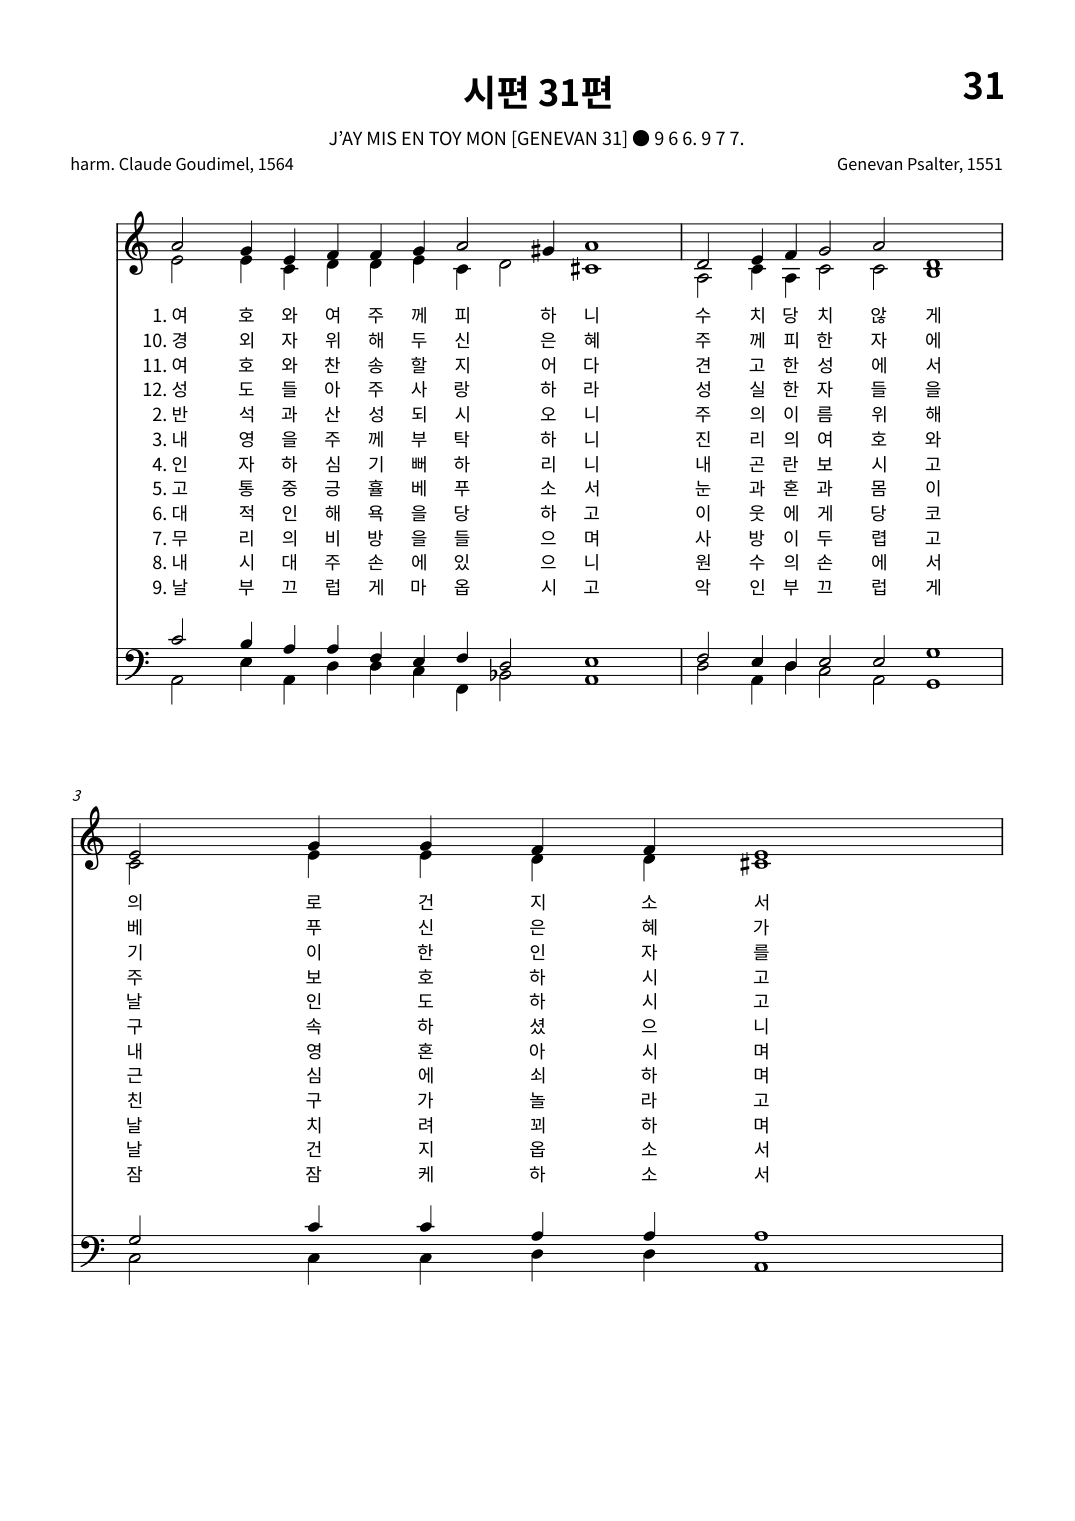 시편 31편
31
J’AY MIS EN TOY MON [GENEVAN 31] ● 9 6 6. 9 7 7.
harm. Claude Goudimel, 1564
Genevan Psalter, 1551
1. 여 호 와 여 주 께 피 하 니 수 치 당 치 않 게
10. 경 외 자 위 해 두 신 은 혜 주 께 피 한 자 에
11. 여 호 와 찬 송 할 지 어 다 견 고 한 성 에 서
12. 성 도 들 아 주 사 랑 하 라 성 실 한 자 들 을
2. 반 석 과 산 성 되 시 오 니 주 의 이 름 위 해
3. 내 영 을 주 께 부 탁 하 니 진 리 의 여 호 와
4. 인 자 하 심 기 뻐 하 리 니 내 곤 란 보 시 고
5. 고 통 중 긍 휼 베 푸 소 서 눈 과 혼 과 몸 이
6. 대 적 인 해 욕 을 당 하 고 이 웃 에 게 당 코
7. 무 리 의 비 방 을 들 으 며 사 방 이 두 렵 고
8. 내 시 대 주 손 에 있 으 니 원 수 의 손 에 서
9. 날 부 끄 럽 게 마 옵 시 고 악 인 부 끄 럽 게
3
의 로 건 지 소 서
베 푸 신 은 혜 가
기 이 한 인 자 를
주 보 호 하 시 고
날 인 도 하 시 고
구 속 하 셨 으 니
내 영 혼 아 시 며
근 심 에 쇠 하 며
친 구 가 놀 라 고
날 치 려 꾀 하 며
날 건 지 옵 소 서
잠 잠 케 하 소 서